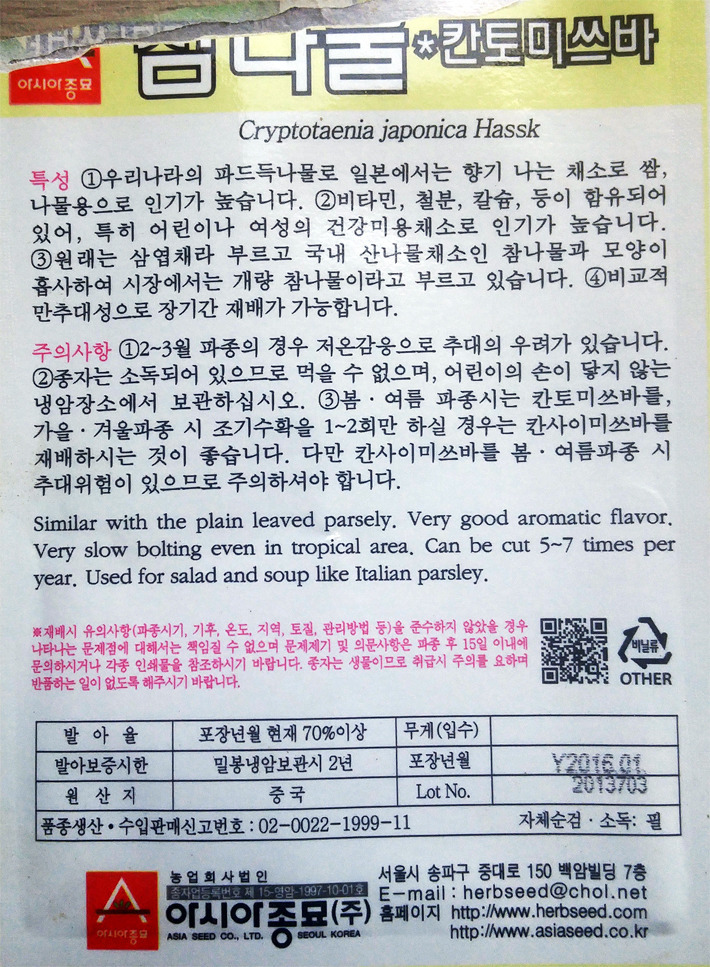 아시아종묘
참나물*칸토미쓰바
Cryptotaenia japonica Hassk
특성 ①우리나라의 파드득나물로 일본에서는 향기 나는 채소로 쌈,
나물용으로 인기가 높습니다. ②비타민, 철분, 칼슘, 등이 함유되어
있어, 특히 어린이나 여성의 건강미용채소로 인기가 높습니다.
③원래는 삼엽채라 부르고 국내 산나물채소인 참나물과 모양이
흡사하여 시장에서는 개량 참나물이라고 부르고 있습니다. ④비교적
만추대성으로 장기간 재배가 가능합니다.
주의사항 ①2~3월 파종의 경우 저온감응으로 추대의 우려가 있습니다.
②종자는 소독되어 있으므로 먹을 수 없으며, 어린이의 손이 닿지 않는
냉암장소에서 보관하십시오. ③봄·여름 파종시는 칸토미쓰바를,
가을·겨울파종 시 조기수확을 1~2회만 하실 경우는 칸사이미쓰바를
재배하시는 것이 좋습니다. 다만 칸사이미쓰바를 봄·여름파종 시
추대위험이 있으므로 주의하셔야 합니다.
Similar with the plain leaved parsely. Very good aromatic flavor.
Very slow bolting even in tropical area. Can be cut 5~7 times per
year. Used for salad and soup like Italian parsley.
※재배시 유의사항(파종시기, 기후, 온도, 지역, 토질, 관리방법 등)을 준수하지 않았을 경우
나타나는 문제점에 대해서는 책임질 수 없으며 문제제기 및 의문사항은 파종 후 15일 이내에
문의하시거나 각종 인쇄물을 참조하시기 바랍니다. 종자는 생물이므로 취급시 주의를 요하며
반품하는 일이 없도록 해주시기 바랍니다.
비닐류
OTHER
발 아 율 포장년월 현재 70%이상 무게(입수)
발아보증시한 밀봉냉암보관시 2년 포장년월 Y2016.01
원 산 지 중국 Lot No. 2013703
품종생산·수입판매신고번호 : 02-0022-1999-11 자체순검·소독: 필
농업회사법인
종자업등록번호 제 15-영암-1997-10-01호
아시아종묘(주)
ASIA SEED CO., LTD. SEOUL KOREA
아시아종묘
서울시 송파구 중대로 150 백암빌딩 7층
E-mail : herbseed@chol.net
홈페이지 http://www.herbseed.com
http://www.asiaseed.co.kr